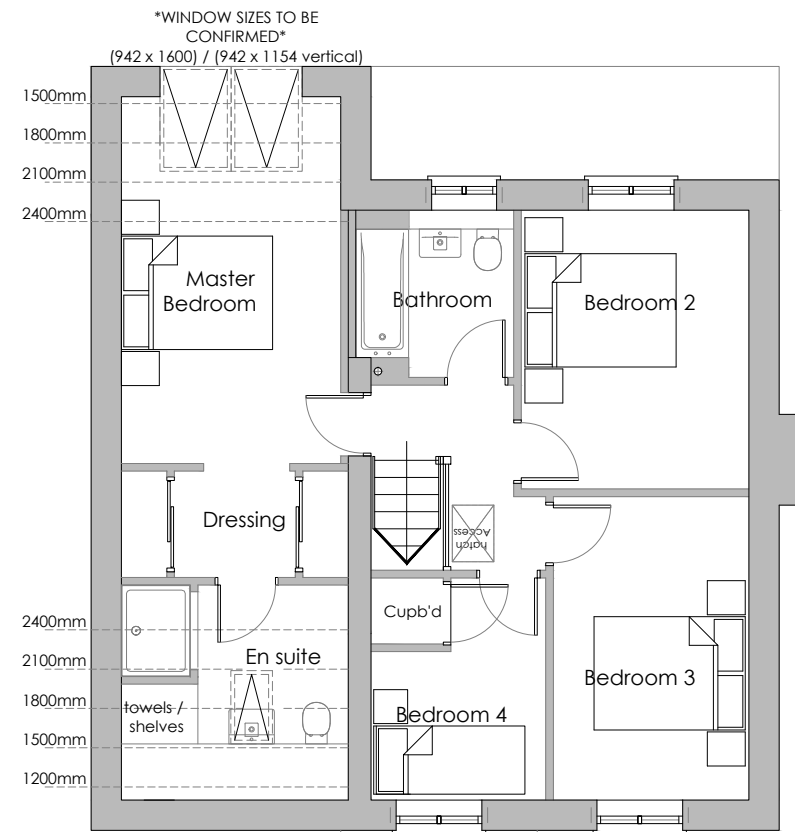 *WINDOW SIZES TO BE
CONFIRMED*
(942 x 1600) / (942 x 1154 vertical)
1500mm
1800mm
2100mm
2400mm
Master
Bedroom
Bathroom
Bedroom 2
Dressing
hatch
Access
Cupb'd
2400mm
2100mm
1800mm
1500mm
1200mm
En suite
towels /
shelves
Bedroom 3
Bedroom 4